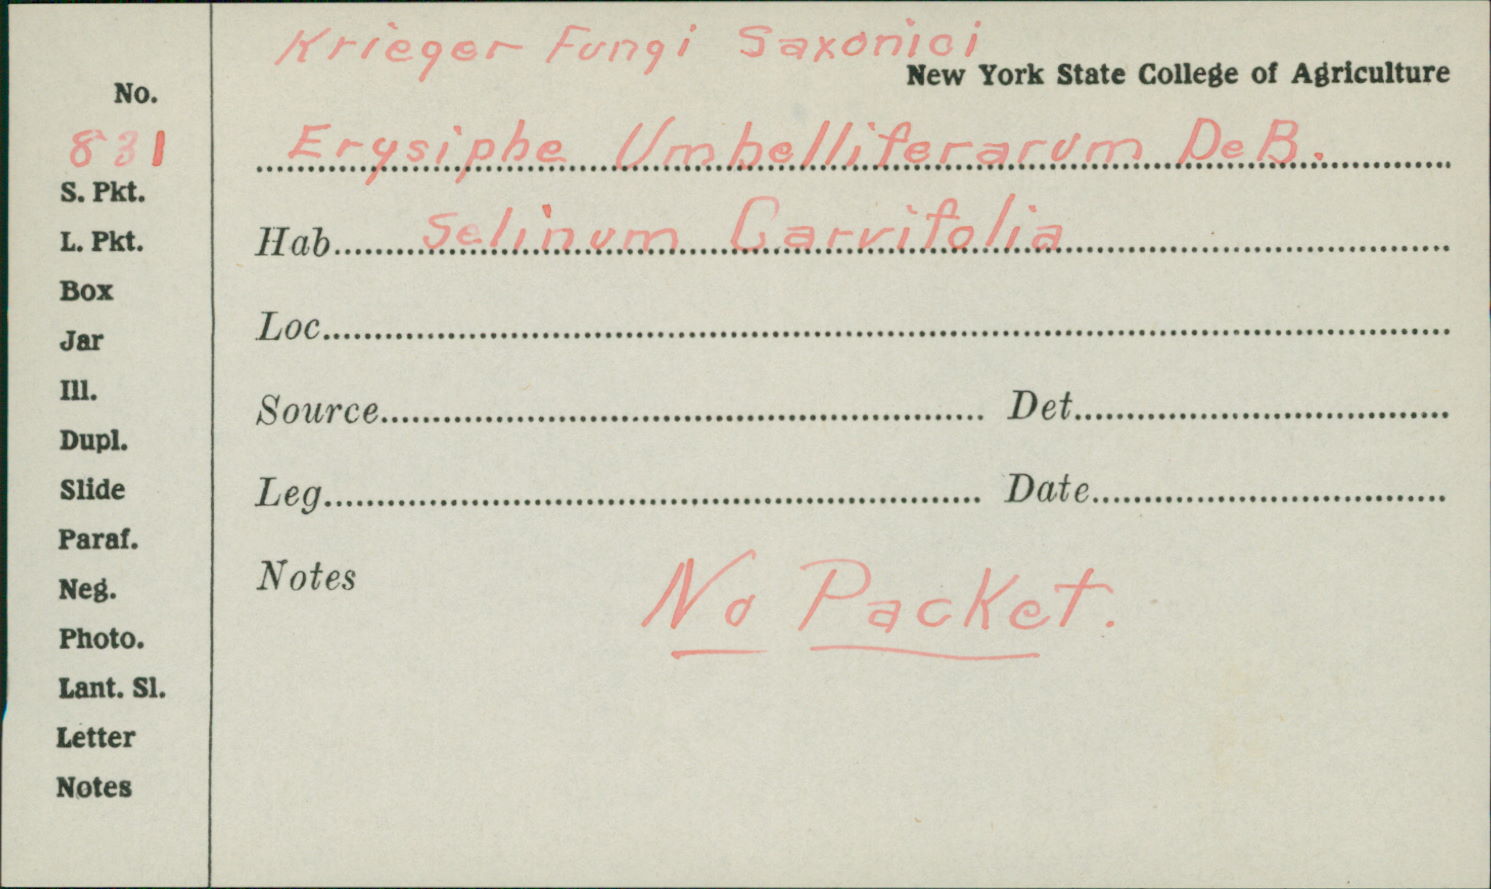 Krieger Fungi Saxonici
New York State College of Agriculture
No.
831
Erysiphe Umbelliferarum DeB.
S. Pkt.
Hab. Selinum Carvifolia
L. Pkt.
Box
Loc.
Jar
Ill.
Source Det.
Dupl.
Slide
Leg. Date
Paraf.
Notes No Packet.
Neg.
Photo.
Lant. Sl.
Letter
Notes